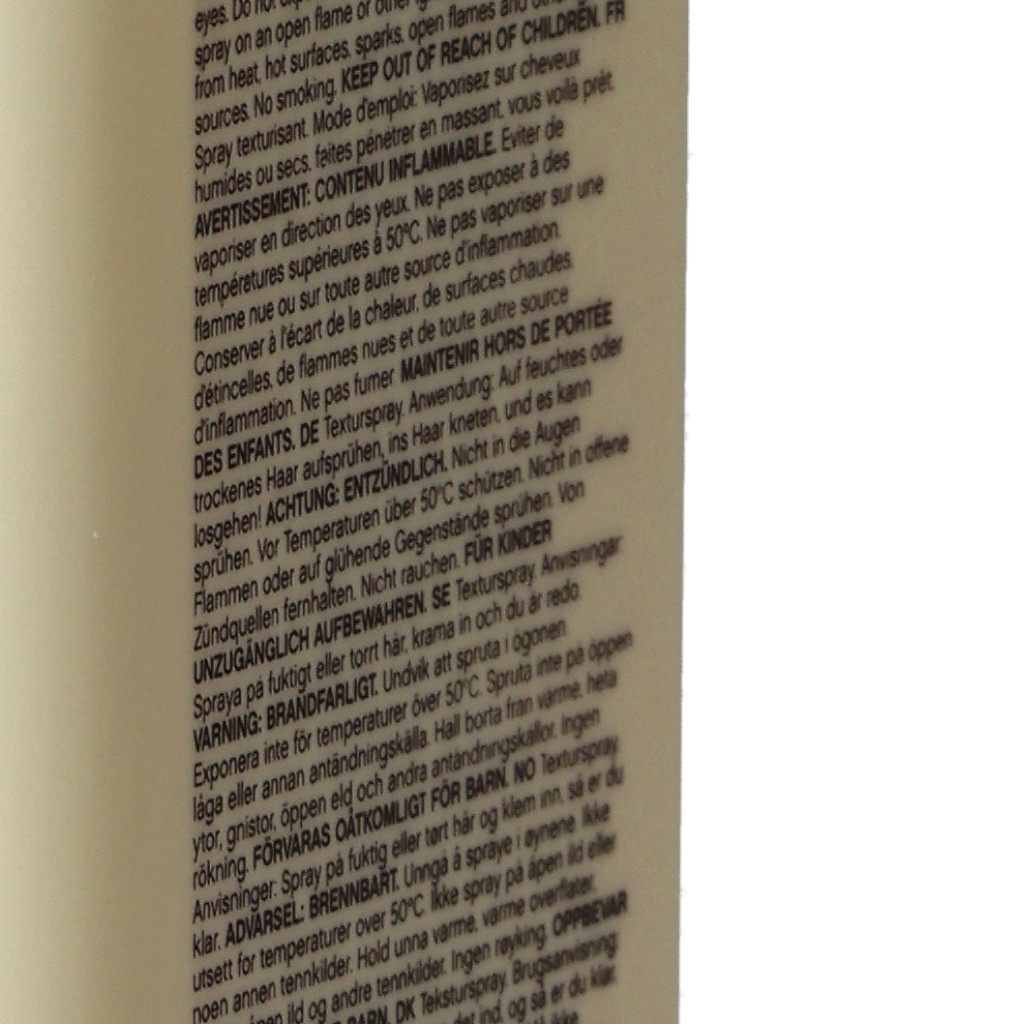 eyes. Do not
spray on an open flame or other
from heat, hot surfaces, sparks, open flames and
sources. No smoking. KEEP OUT OF REACH OF CHILDREN. FR
Spray texturisant. Mode d'emploi: Vaporisez sur cheveux
humides ou secs, faites pénétrer en massant, vous voilà prêt.
AVERTISSEMENT: CONTENU INFLAMMABLE. Eviter de
vaporiser en direction des yeux. Ne pas exposer à des
températures supérieures à 50°C. Ne pas vaporiser sur une
flamme nue ou sur toute autre source d'inflammation.
Conserver à l'écart de la chaleur, de surfaces chaudes,
d'étincelles, de flammes nues et de toute autre source
d'inflammation. Ne pas fumer MAINTENIR HORS DE PORTÉE
DES ENFANTS. DE Texturspray. Anwendung: Auf feuchtes oder
trockenes Haar aufsprühen, ins Haar kneten, und es kann
losgehen! ACHTUNG: ENTZÜNDLICH. Nicht in die Augen
sprühen. Vor Temperaturen über 50°C schützen. Nicht in offene
Flammen oder auf glühende Gegenstände sprühen. Von
Zündquellen fernhalten. Nicht rauchen. FÜR KINDER
UNZUGÄNGLICH AUFBEWAHREN. SE Texturspray. Anvisningar:
Spraya på fuktigt eller torrt hår, krama in och du är redo.
VARNING: BRANDFARLIGT. Undvik att spruta i ögonen.
Exponera inte för temperaturer över 50°C. Spruta inte på öppen
låga eller annan antändningskälla. Håll borta från värme, heta
ytor, gnistor, öppen eld och andra antändningskällor. Ingen
rökning. FÖRVARAS OÅTKOMLIGT FÖR BARN. NO Texturspray.
Anvisninger: Spray på fuktig eller tørt hår og klem inn, så er du
klar. ADVARSEL: BRENNBART. Unngå å spraye i øynene. Ikke
utsett for temperaturer over 50°C. Ikke spray på åpen ild eller
noen annen tennkilder. Hold unna varme, varme overflater,
åpen ild og andre tennkilder. Ingen røyking. OPPBEVAR
BARN. DK Teksturspray. Brugsanvisning:
det ind, og så er du klar.
ikke